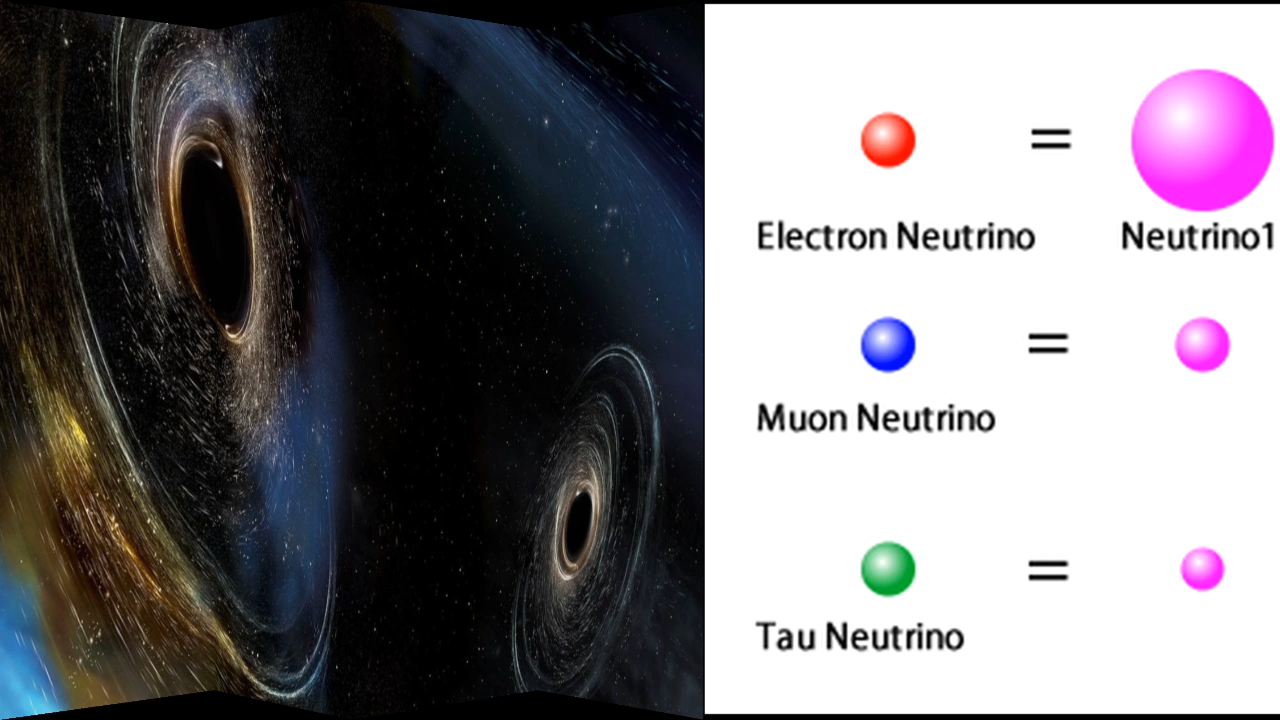 =
Electron Neutrino Neutrino1
=
Muon Neutrino
=
Tau Neutrino